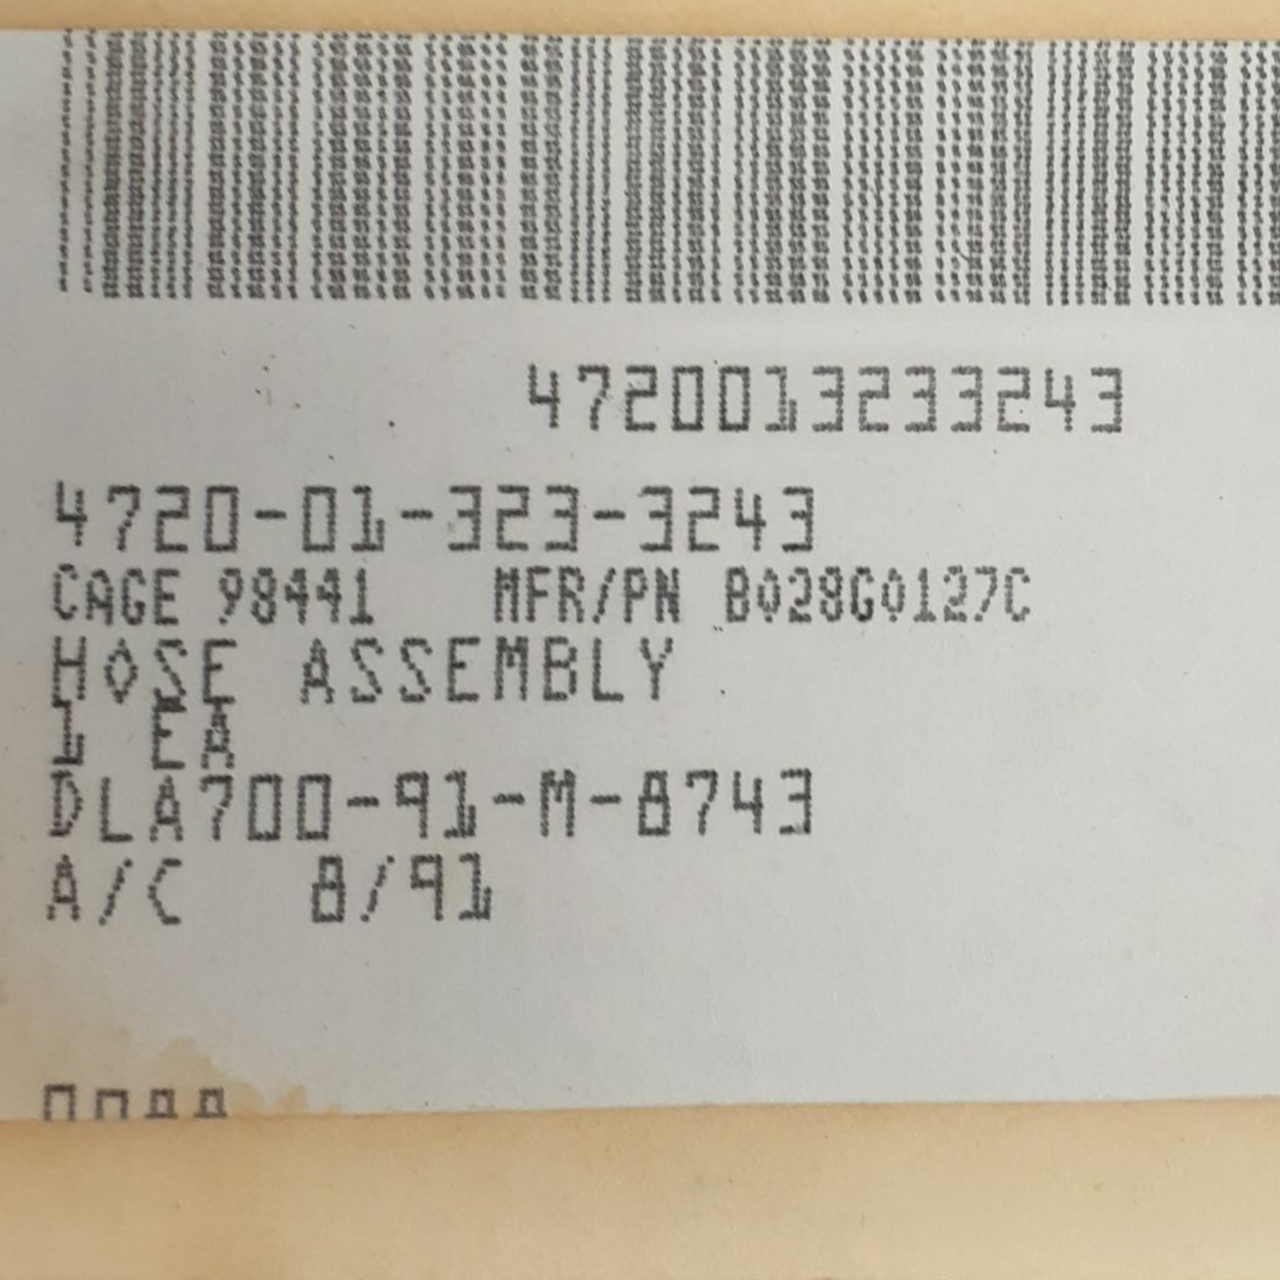 4720013233243
4720-01-323-3243
CAGE 98441 MFR/PN B028G0127C
HOSE ASSEMBLY
1 EA
DLA700-91-M-8743
A/C 8/91